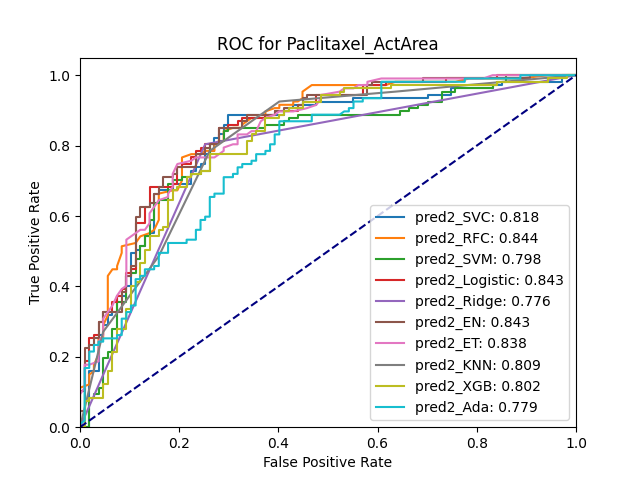 ROC for Paclitaxel_ActArea
True Positive Rate
1.0
0.8
0.6
0.4
0.2
0.0
pred2_SVC: 0.818
pred2_RFC: 0.844
pred2_SVM: 0.798
pred2_Logistic: 0.843
pred2_Ridge: 0.776
pred2_EN: 0.843
pred2_ET: 0.838
pred2_KNN: 0.809
pred2_XGB: 0.802
pred2_Ada: 0.779
0.0 0.2 0.4 0.6 0.8 1.0
False Positive Rate